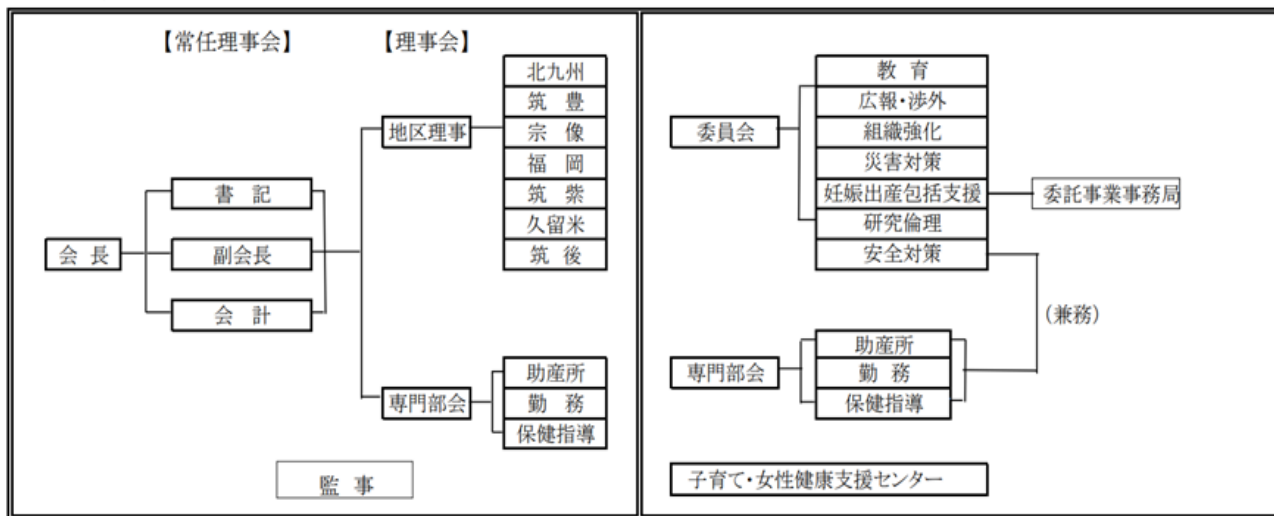 【常任理事会】
【理事会】
会 長
書 記
副会長
会 計
地区理事
北九州
筑 豊
宗 像
福 岡
筑 紫
久留米
筑 後
専門部会
助産所
勤 務
保健指導
監 事
委員会
教 育
広報・渉外
組織強化
災害対策
妊娠出産包括支援
研究倫理
安全対策
委託事業事務局
(兼務)
専門部会
助産所
勤 務
保健指導
子育て・女性健康支援センター